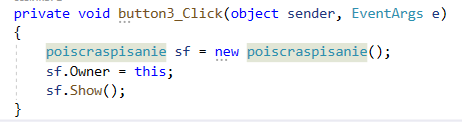 private void button3_Click(object sender, EventArgs e)
{
poiscraspisanie sf = new poiscraspisanie();
sf.Owner = this;
sf.Show();
}